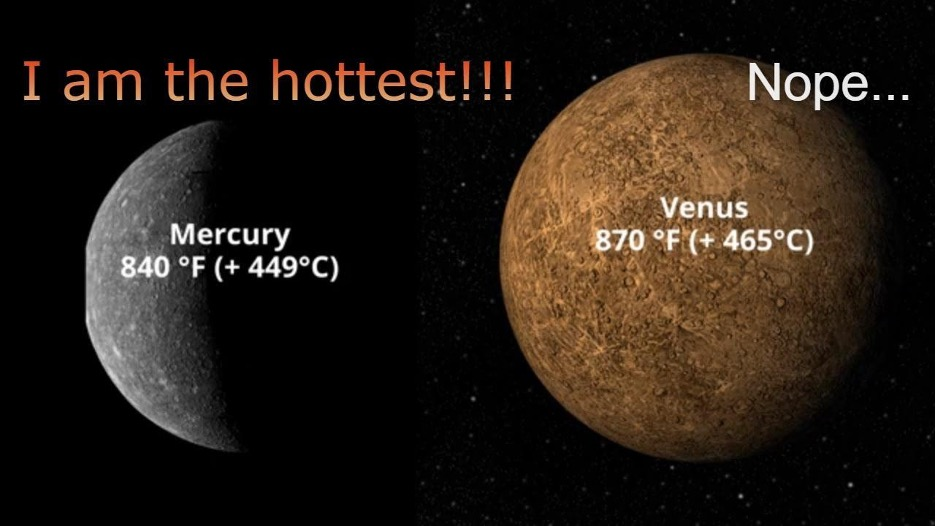 I am the hottest!!!
Nope...
Mercury
840 °F (+ 449°C)
Venus
870 °F (+ 465°C)